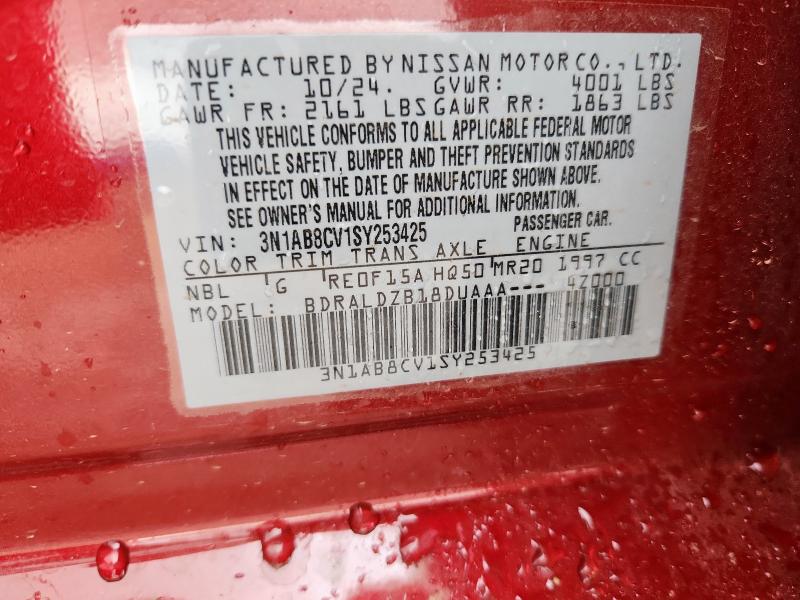 MANUFACTURED BY NISSAN MOTOR CO., LTD.
DATE: 10/24. GVWR: 4001 LBS
GAWR FR: 2161 LBS GAWR RR: 1863 LBS
THIS VEHICLE CONFORMS TO ALL APPLICABLE FEDERAL MOTOR
VEHICLE SAFETY, BUMPER AND THEFT PREVENTION STANDARDS
IN EFFECT ON THE DATE OF MANUFACTURE SHOWN ABOVE.
SEE OWNER'S MANUAL FOR ADDITIONAL INFORMATION.
VIN: 3N1AB8CV1SY253425 PASSENGER CAR.
COLOR TRIM TRANS AXLE ENGINE
NBL G RE0F15A HQ50 MR20 1997 CC
MODEL: BDRALDZB18DUAAA--- 4Z000
3N1AB8CV1SY253425